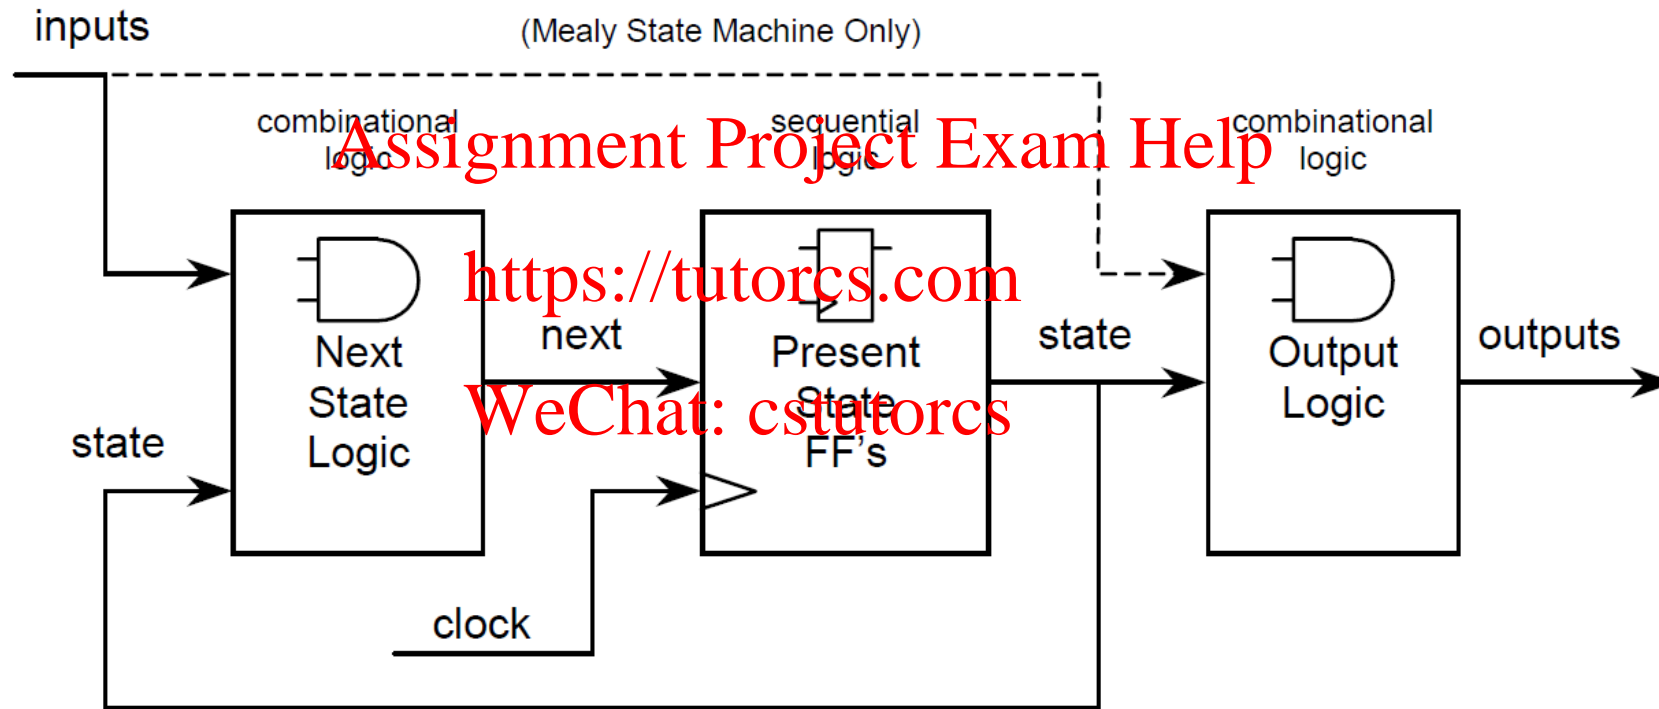 inputs
(Mealy State Machine Only)
combinational
logic
sequential
logic
combinational
logic
Assignment Project Exam Help
https://tutorcs.com
WeChat: cstutorcs
Next
State
Logic
next
Present
State
FF's
state
Output
Logic
outputs
state
clock